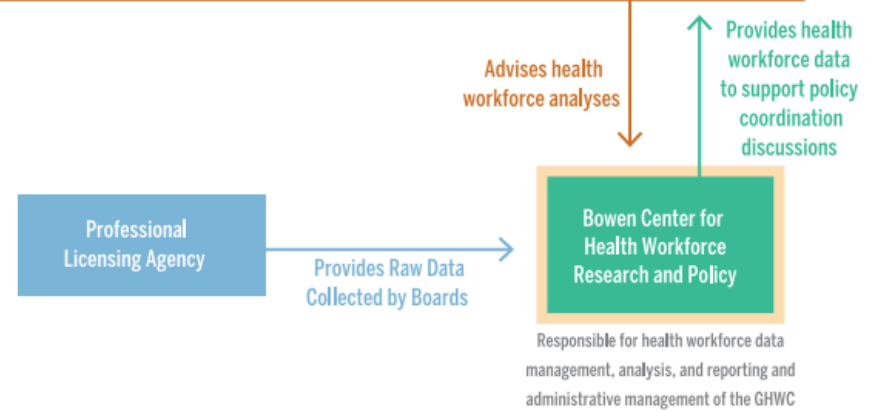 Provides health
workforce data
to support policy
coordination
discussions
Advises health
workforce analyses
Professional
Licensing Agency
Provides Raw Data
Collected by Boards
Bowen Center for
Health Workforce
Research and Policy
Responsible for health workforce data
management, analysis, and reporting and
administrative management of the GHWC